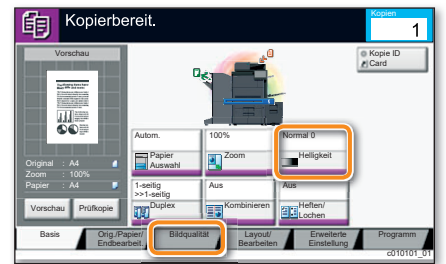 Kopierbereit.
Kopien
1
Vorschau
Kopie ID
Card
Original : A4
Zoom : 100%
Papier : A4
Vorschau
Prüfkopie
Autom.
Papier
Auswahl
100%
Zoom
Normal 0
Helligkeit
1-seitig
>>1-seitig
Duplex
Aus
Kombinieren
Aus
Heften/
Lochen
Basis
Orig./Papier/
Endbearbeit.
Bildqualität
Layout/
Bearbeiten
Erweiterte
Einstellung
Programm
c010101_01